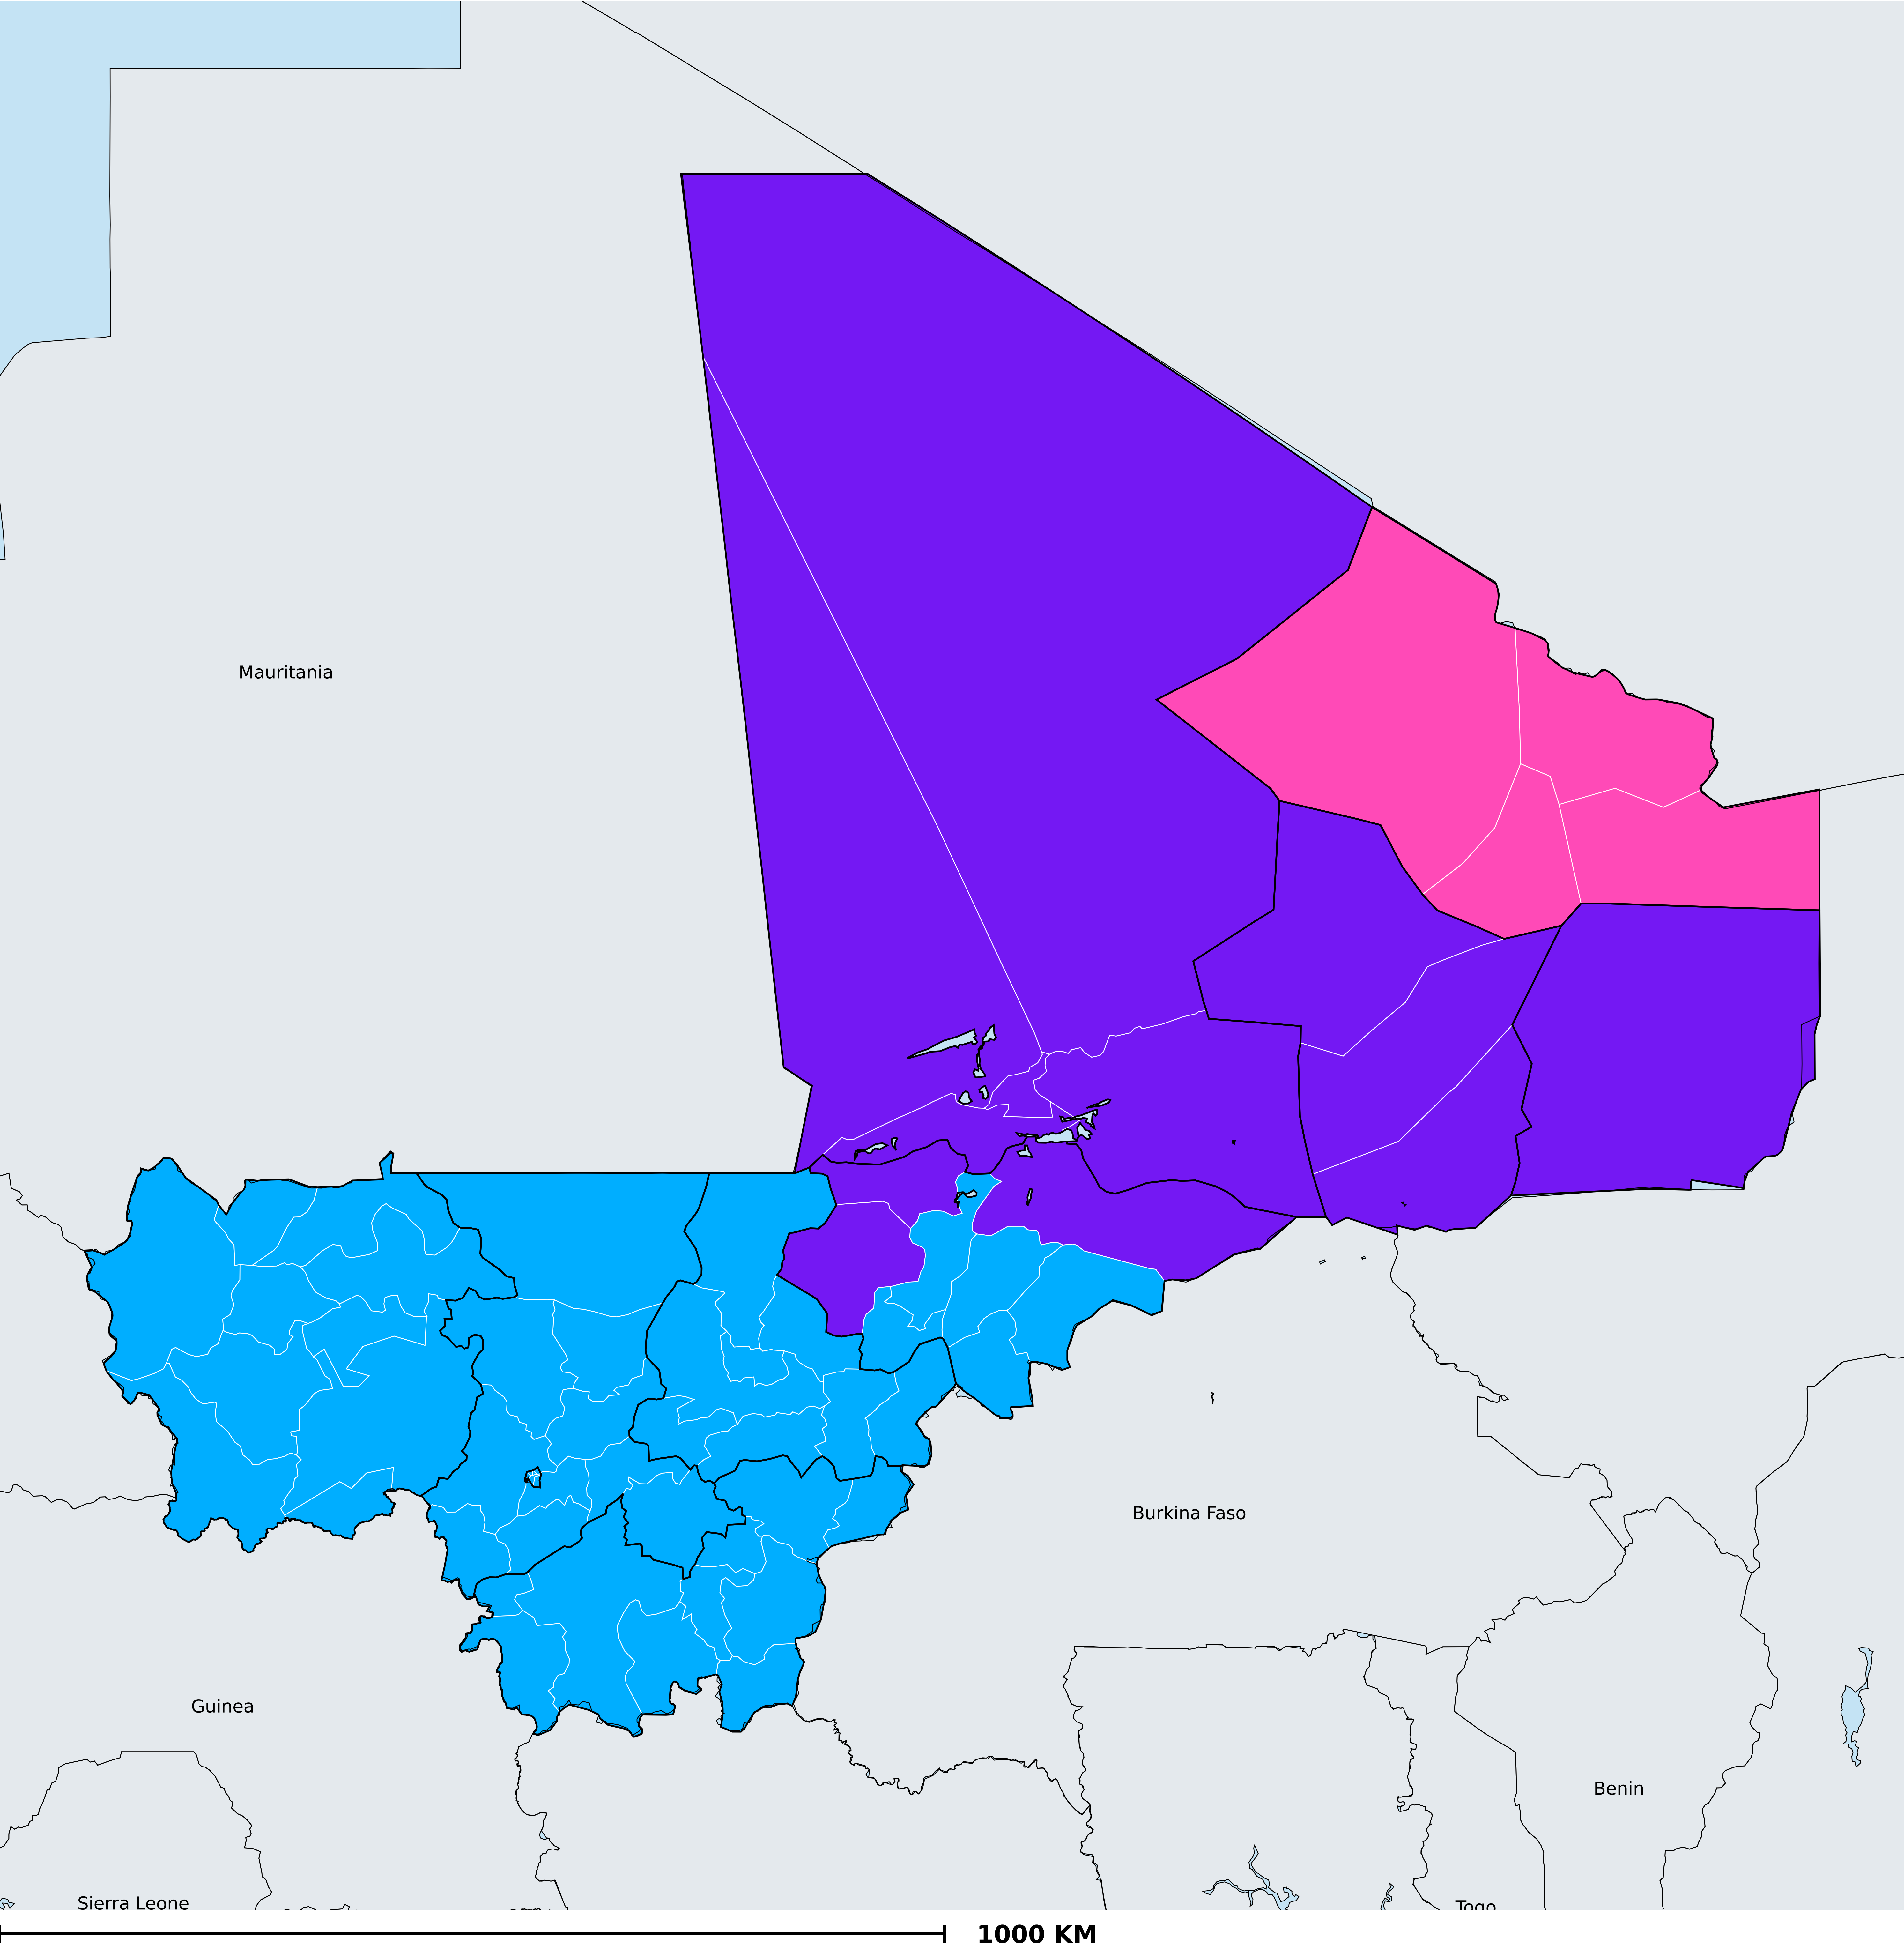 Mauritania
Burkina Faso
Guinea
Benin
Sierra Leone
Togo
1000 KM